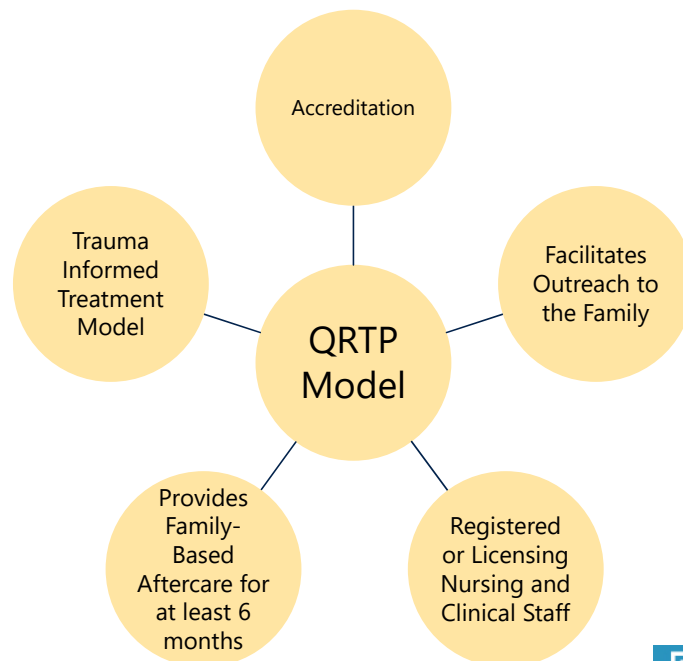 Accreditation
Trauma
Informed
Treatment
Model
Facilitates
Outreach to
the Family
QRTP
Model
Provides
Family-
Based
Aftercare for
at least 6
months
Registered
or Licensing
Nursing and
Clinical Staff